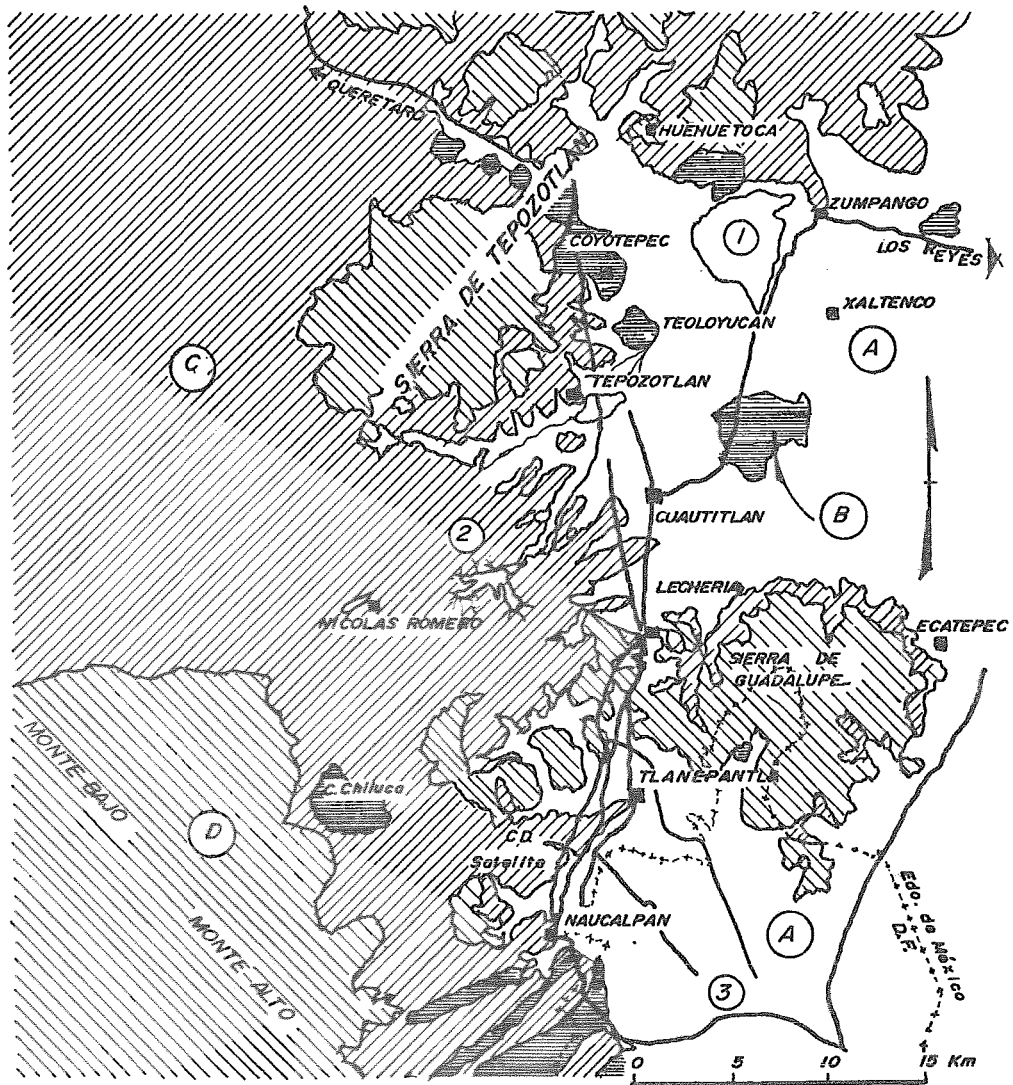 QUERETARO
HUEHUETOCA
SIERRA DE TEPOZOTLAN
ZUMPANGO
COYOTEPEC
1
LOS REYES
XALTENCO
TEOLOYUCAN
A
C
TEPOZOTLAN
CUAUTITLAN
B
2
LECHERIA
NICOLAS ROMERO
ECATEPEC
SIERRA DE
GUADALUPE
MONTE-BAJO
C. Chiluca
TLANEPANTLA
D
C.D.
Satelite
Edo. de México
D.F.
NAUCALPAN
A
MONTE-ALTO
3
0 5 10 15 Km